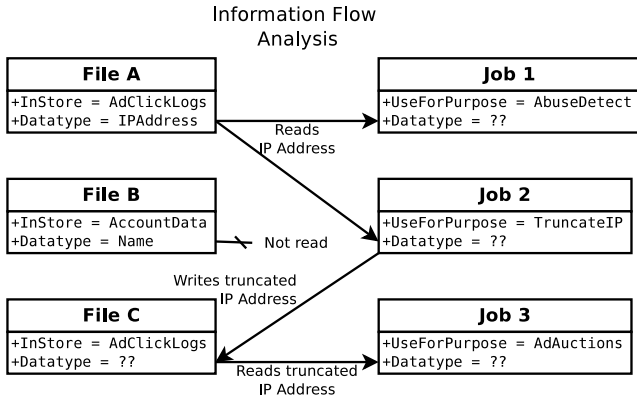 Information Flow
Analysis
File A
+InStore = AdClickLogs
+Datatype = IPAddress
Job 1
+UseForPurpose = AbuseDetect
+Datatype = ??
Reads
IP Address
File B
+InStore = AccountData
+Datatype = Name
Not read
Job 2
+UseForPurpose = TruncateIP
+Datatype = ??
Writes truncated
IP Address
File C
+InStore = AdClickLogs
+Datatype = ??
Job 3
+UseForPurpose = AdAuctions
+Datatype = ??
Reads truncated
IP Address